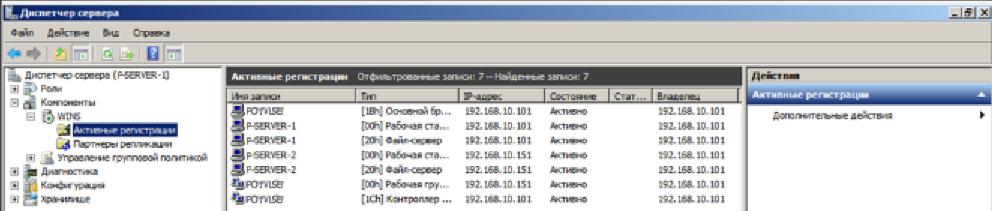 Диспетчер сервера
Файл Действие Вид Справка
Диспетчер сервера (P-SERVER-1)
Роли
Компоненты
WINS
Активные регистрации
Партнеры репликации
Управление групповой политикой
Диагностика
Конфигурация
Хранилище
Активные регистрации Отфильтрованные записи: 7 -- Найденные записи: 7
Имя записи Тип IP-адрес Состояние Стат... Владелец
[1Bh] Основной бр... 192.168.10.101 Активно 192.168.10.101
P-SERVER-1 [00h] Рабочая ста... 192.168.10.101 Активно 192.168.10.101
P-SERVER-1 [20h] Файл-сервер 192.168.10.101 Активно 192.168.10.101
P-SERVER-2 [00h] Рабочая ста... 192.168.10.151 Активно 192.168.10.101
P-SERVER-2 [20h] Файл-сервер 192.168.10.151 Активно 192.168.10.101
[00h] Рабочая гру... 192.168.10.151 Активно 192.168.10.101
[1Ch] Контроллер ... 192.168.10.101 Активно 192.168.10.101
Действия
Активные регистрации
Дополнительные действия